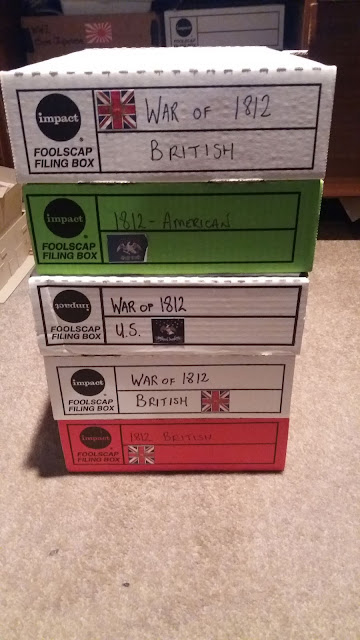 impact
FOOLSCAP
FILING BOX
WAR OF 1812
BRITISH
impact
FOOLSCAP
FILING BOX
1812 - AMERICAN
impact
FOOLSCAP
FILING BOX
WAR OF 1812
U.S.
impact
FOOLSCAP
FILING BOX
WAR OF 1812
BRITISH
impact
FOOLSCAP
FILING BOX
1812 BRITISH